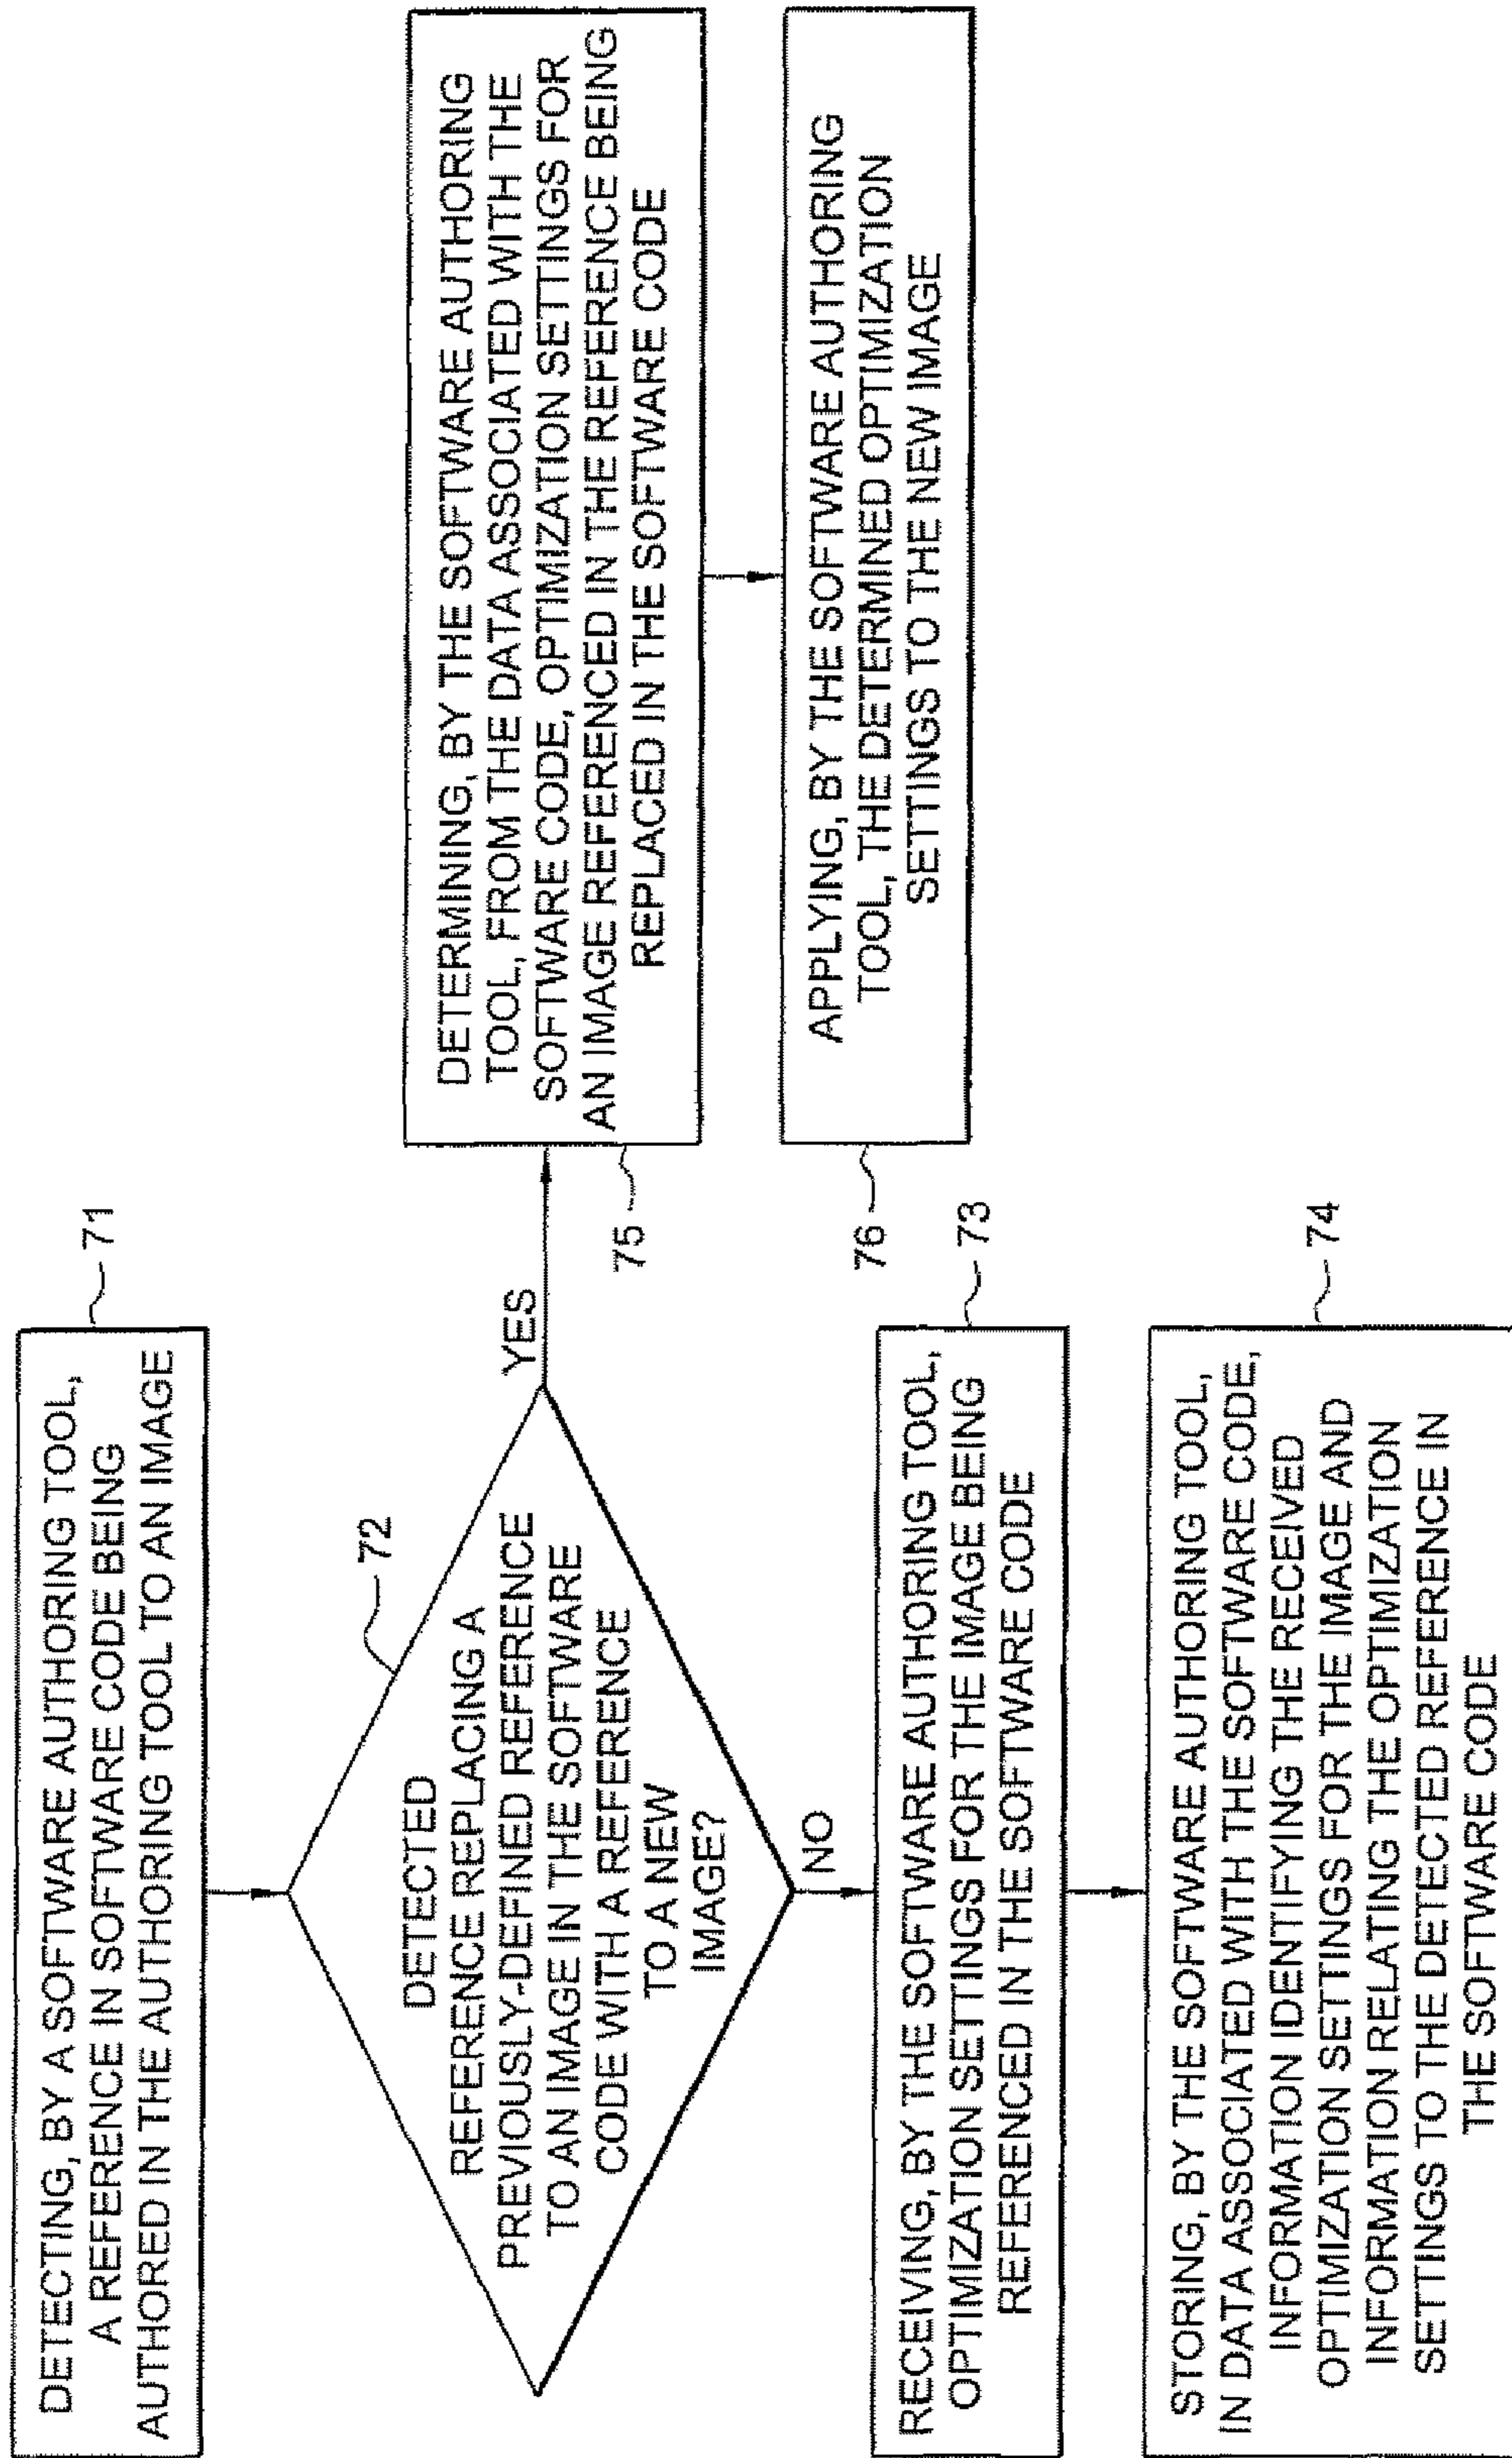 DETECTING, BY A SOFTWARE AUTHORING TOOL,
A REFERENCE IN SOFTWARE CODE BEING
AUTHORED IN THE AUTHORING TOOL TO AN IMAGE
71
DETECTED
REFERENCE REPLACING A
PREVIOUSLY-DEFINED REFERENCE
TO AN IMAGE IN THE SOFTWARE
CODE WITH A REFERENCE
TO A NEW
IMAGE?
72
YES
NO
RECEIVING, BY THE SOFTWARE AUTHORING TOOL,
OPTIMIZATION SETTINGS FOR THE IMAGE BEING
REFERENCED IN THE SOFTWARE CODE
73
STORING, BY THE SOFTWARE AUTHORING TOOL,
IN DATA ASSOCIATED WITH THE SOFTWARE CODE,
INFORMATION IDENTIFYING THE RECEIVED
OPTIMIZATION SETTINGS FOR THE IMAGE AND
INFORMATION RELATING THE OPTIMIZATION
SETTINGS TO THE DETECTED REFERENCE IN
THE SOFTWARE CODE
74
DETERMINING, BY THE SOFTWARE AUTHORING
TOOL, FROM THE DATA ASSOCIATED WITH THE
SOFTWARE CODE, OPTIMIZATION SETTINGS FOR
AN IMAGE REFERENCED IN THE REFERENCE BEING
REPLACED IN THE SOFTWARE CODE
75
APPLYING, BY THE SOFTWARE AUTHORING
TOOL, THE DETERMINED OPTIMIZATION
SETTINGS TO THE NEW IMAGE
76